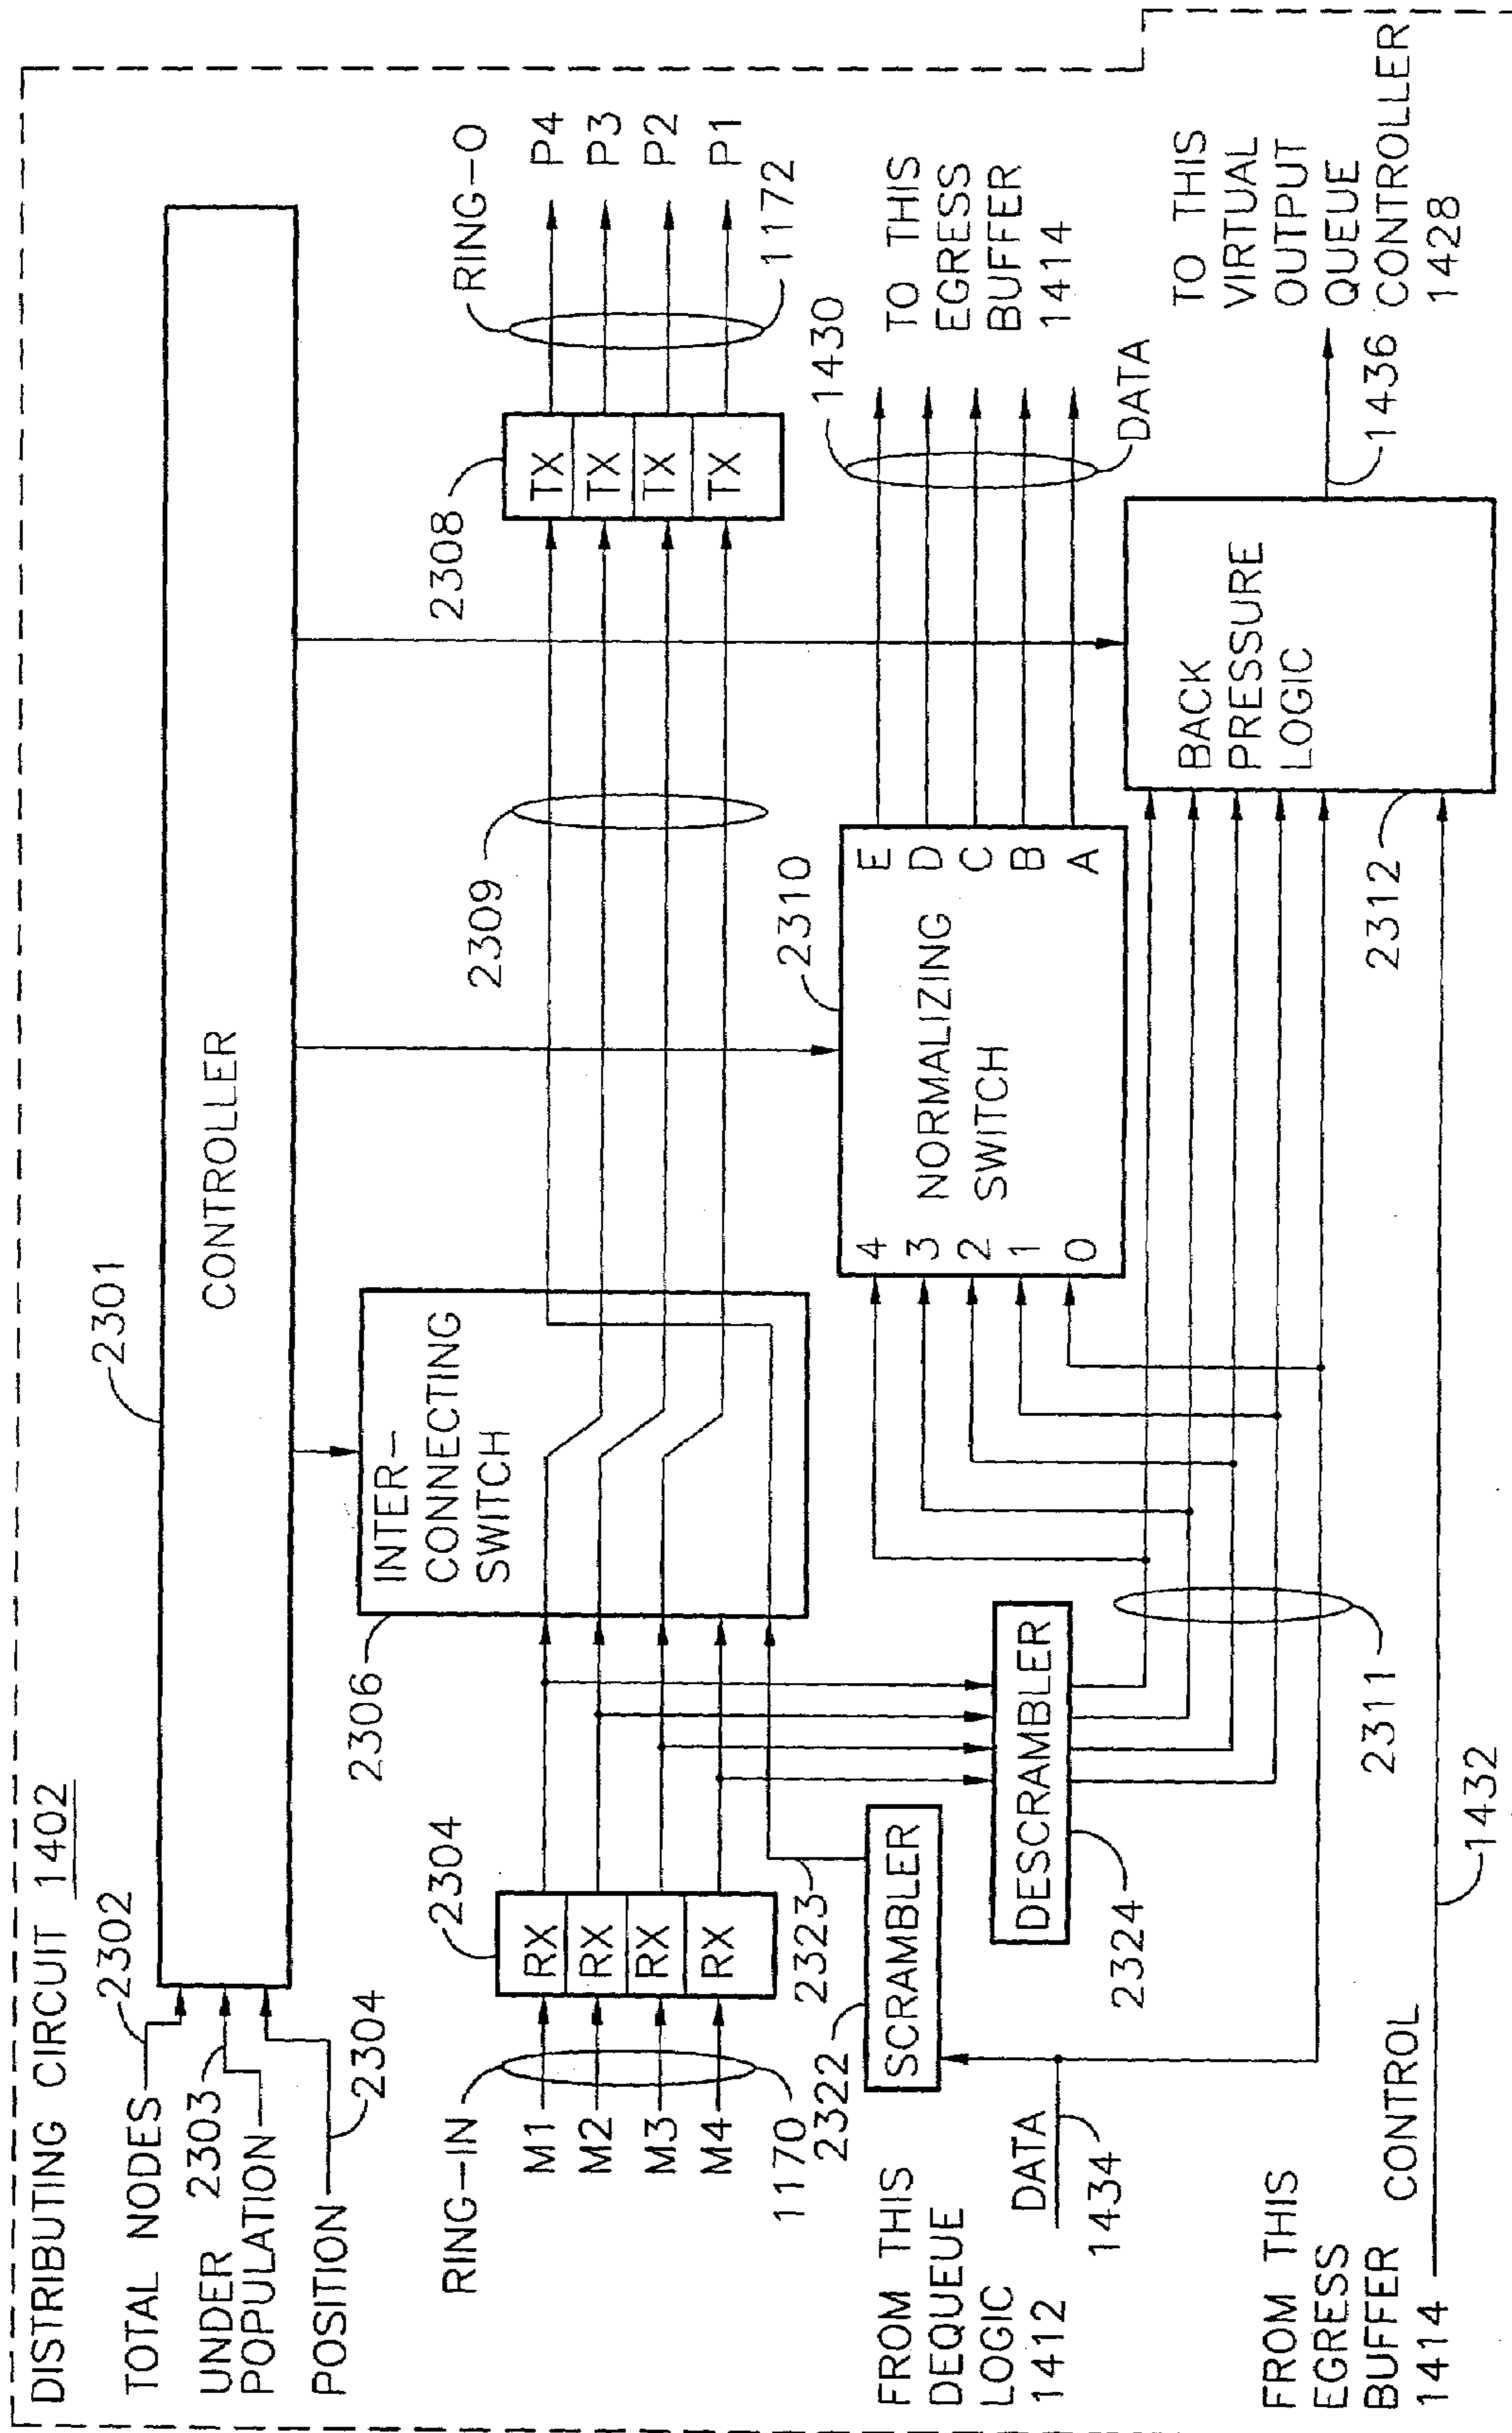 DISTRIBUTING CIRCUIT 1402
TOTAL NODES
2302
UNDER 2303
POPULATION
POSITION
2304
2301
CONTROLLER
RING-IN
M1
M2
M3
M4
1170
2304
RX
RX
RX
RX
2306
INTER-
CONNECTING
SWITCH
2309
2308
TX
TX
TX
TX
RING-O
P4
P3
P2
P1
1172
2322
SCRAMBLER
2323
DESCRAMBLER
2324
2310
4
3
2
1
0
NORMALIZING
SWITCH
E
D
C
B
A
1430
DATA
TO THIS
EGRESS
BUFFER
1414
FROM THIS
DEQUEUE
LOGIC
1412
DATA
1434
2311
BACK
PRESSURE
LOGIC
2312
TO THIS
VIRTUAL
OUTPUT
QUEUE
CONTROLLER
1428
1436
FROM THIS
EGRESS
BUFFER
1414
CONTROL
1432